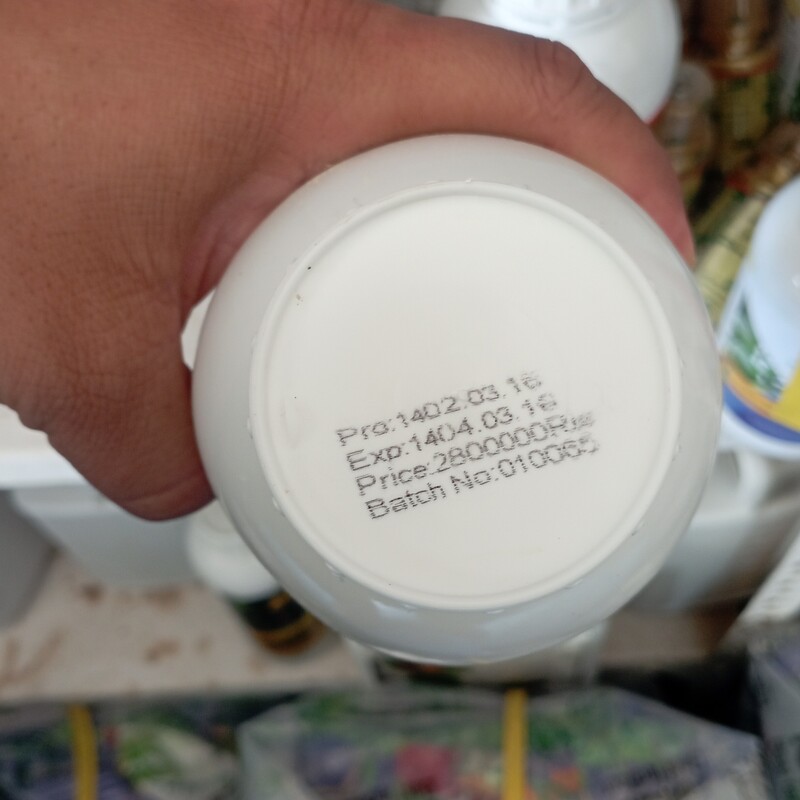 Pro:1402.03.16
Exp:1404.03.16
Price:2800000Rial
Batch No:010065